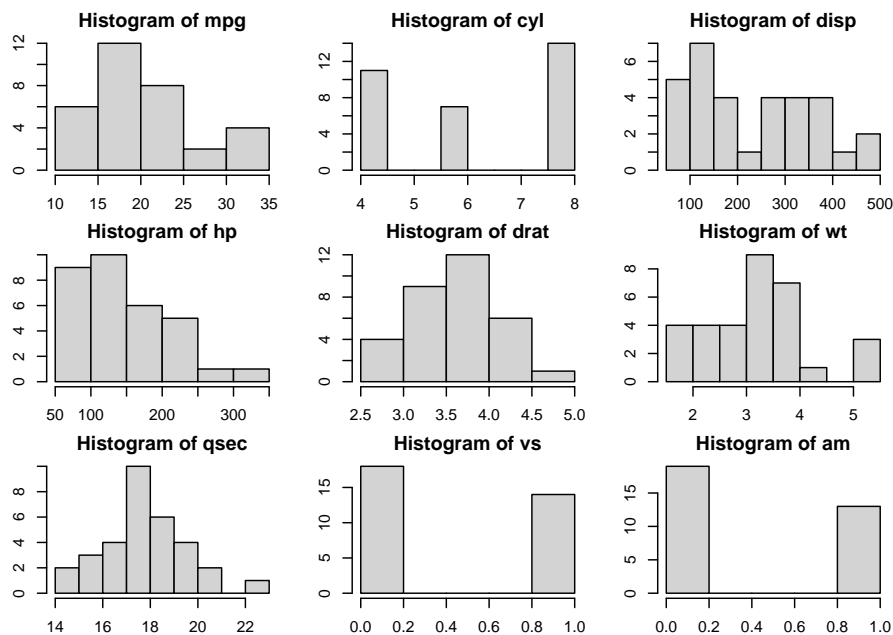 Histogram of mpg
0 4 8 12
10 15 20 25 30 35
Histogram of cyl
0 4 8 12
4 5 6 7 8
Histogram of disp
0 2 4 6
100 200 300 400 500
Histogram of hp
0 2 4 6 8
50 100 200 300
Histogram of drat
0 4 8 12
2.5 3.0 3.5 4.0 4.5 5.0
Histogram of wt
0 2 4 6 8
2 3 4 5
Histogram of qsec
0 2 4 6 8
14 16 18 20 22
Histogram of vs
0 5 10 15
0.0 0.2 0.4 0.6 0.8 1.0
Histogram of am
0 5 10 15
0.0 0.2 0.4 0.6 0.8 1.0